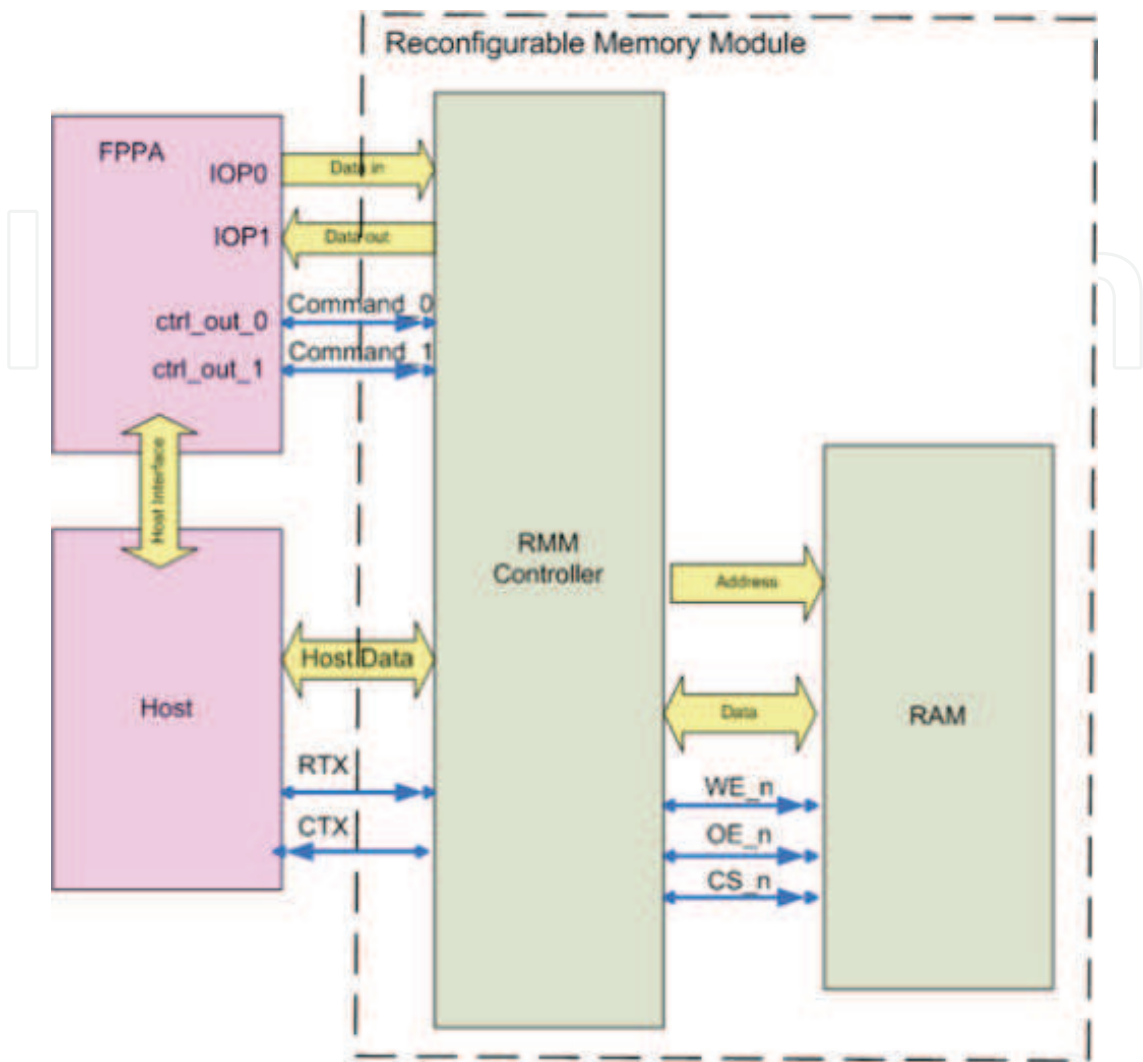 Reconfigurable Memory Module
FPPA
IOP0
Data in
IOP1
Data out
ctrl_out_0
Command_0
ctrl_out_1
Command_1
Host Interface
RMM
Controller
Address
Host Data
Host
Data
RAM
RTX
WE_n
CTX
OE_n
CS_n